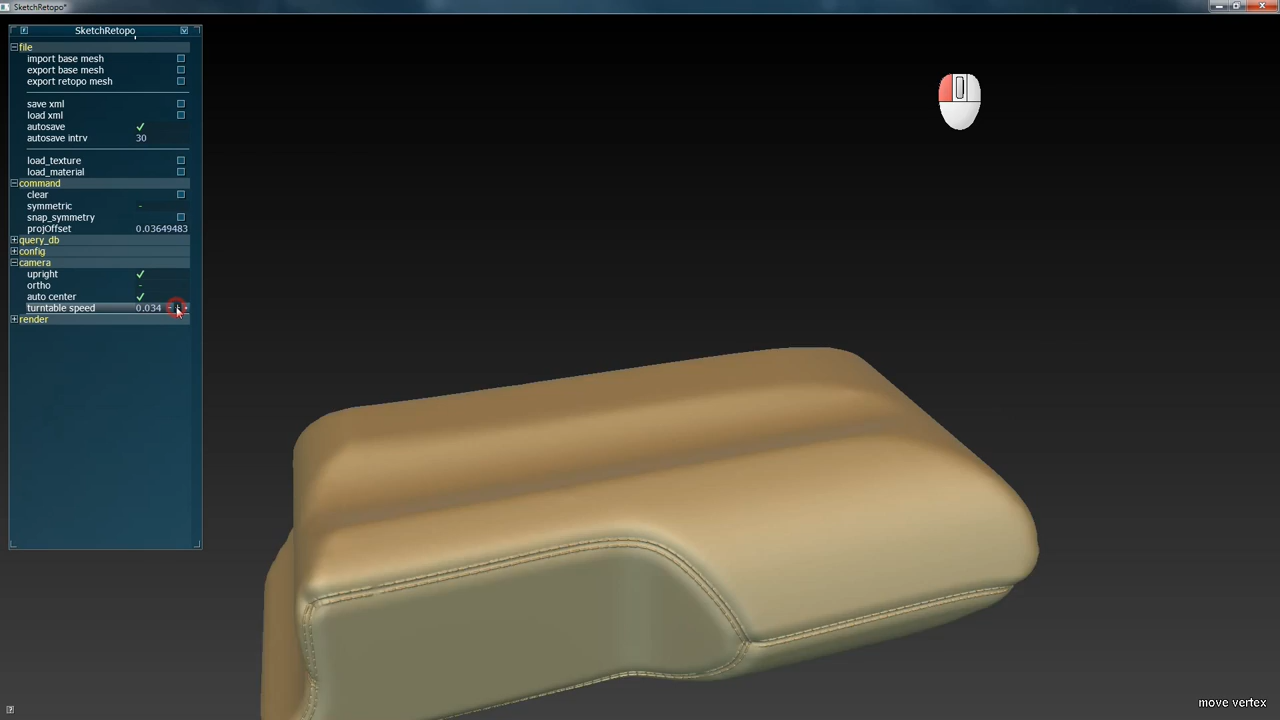 SketchRetopo*
SketchRetopo
file
import base mesh
export base mesh
export retopo mesh
save xml
load xml
autosave
autosave intrv 30
load_texture
load_material
command
clear
symmetric -
snap_symmetry
projOffset 0.03649483
query_db
config
camera
upright
ortho -
auto center
turntable speed 0.034
render
move vertex